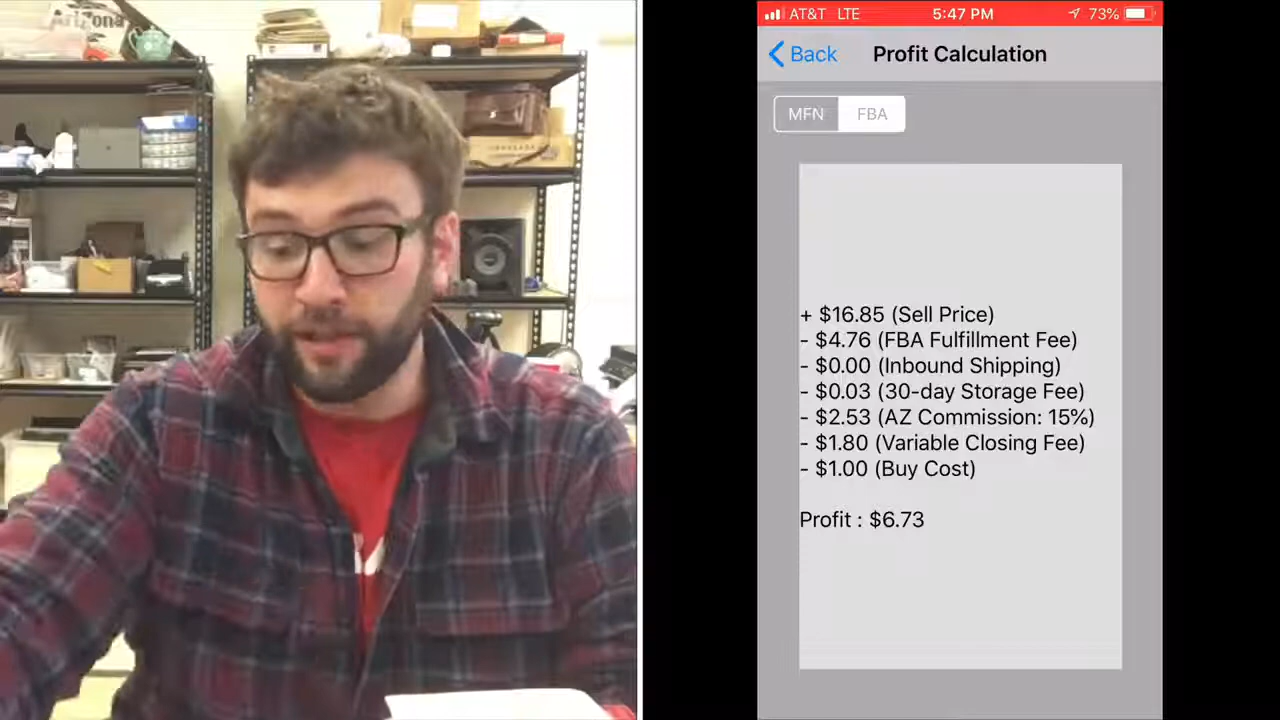 Arizona
AT&T LTE
5:47 PM
73%
Back
Profit Calculation
MFN
FBA
+ $16.85 (Sell Price)
- $4.76 (FBA Fulfillment Fee)
- $0.00 (Inbound Shipping)
- $0.03 (30-day Storage Fee)
- $2.53 (AZ Commission: 15%)
- $1.80 (Variable Closing Fee)
- $1.00 (Buy Cost)
Profit : $6.73